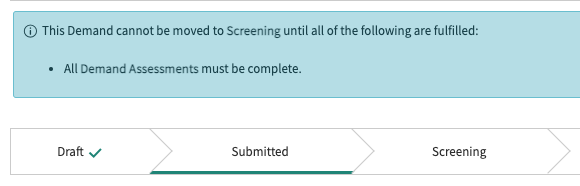 This Demand cannot be moved to Screening until all of the following are fulfilled:
• All Demand Assessments must be complete.
Draft
Submitted
Screening